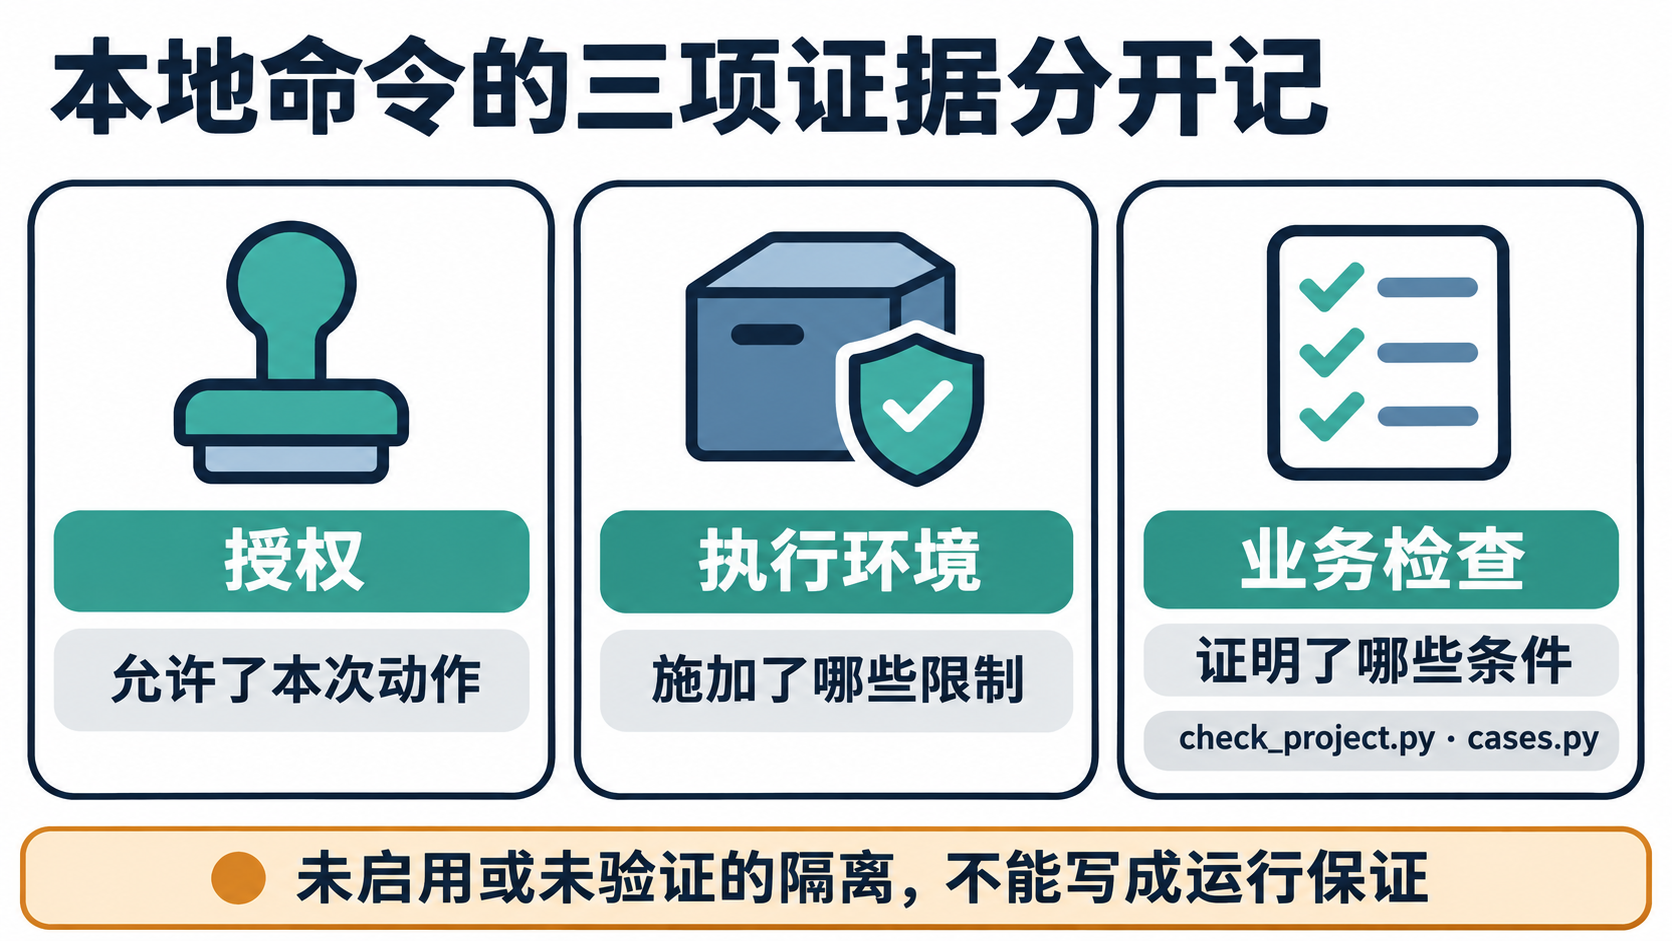 本地命令的三项证据分开记
授权
允许了本次动作
执行环境
施加了哪些限制
业务检查
证明了哪些条件
check_project.py · cases.py
未启用或未验证的隔离，不能写成运行保证